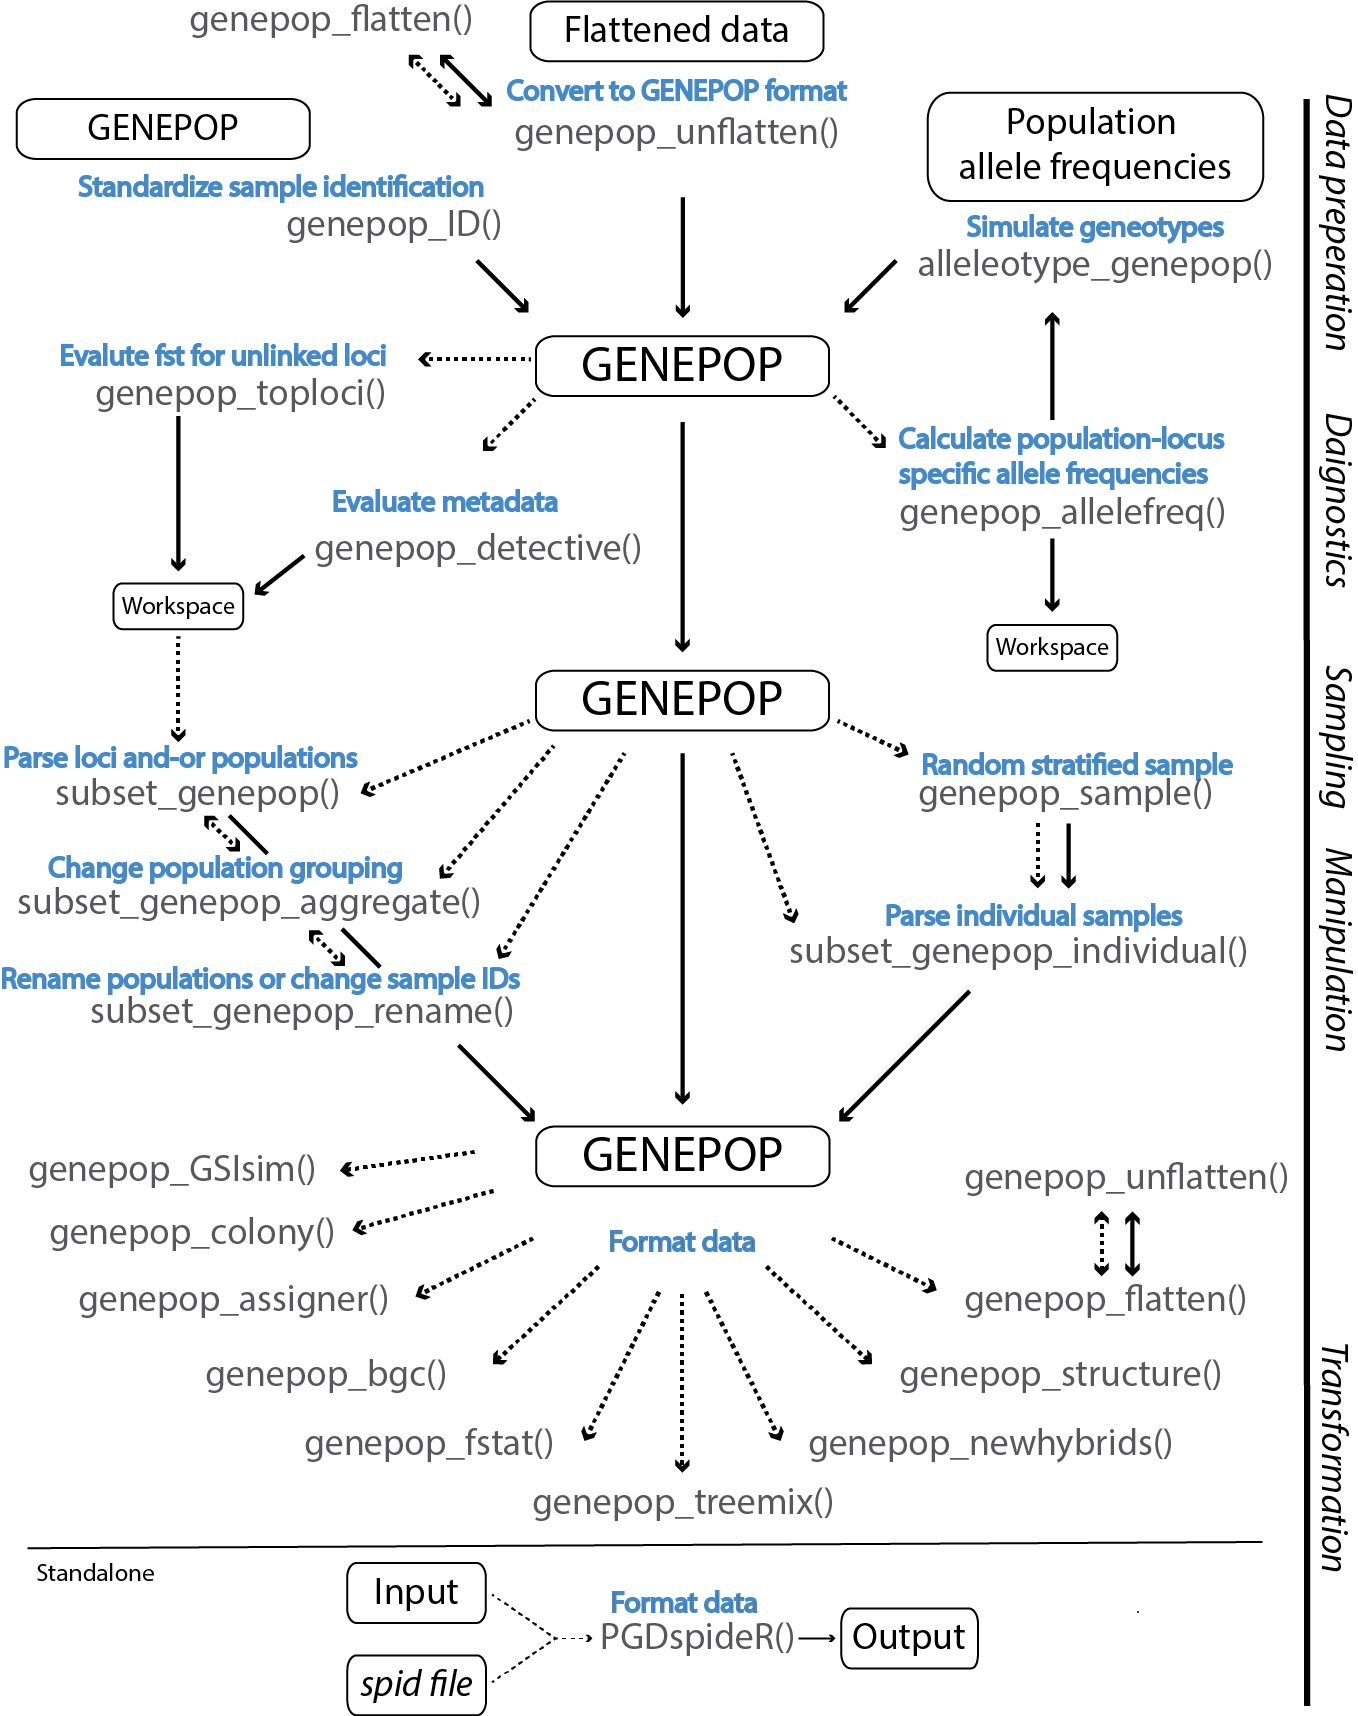 genepop_flatten()
Flattened data
Convert to GENEPOP format
genepop_unflatten()
GENEPOP
Population
allele frequencies
Standardize sample identification
genepop_ID()
Simulate geneotypes
alleleotype_genepop()
Data preperation
GENEPOP
Evalute fst for unlinked loci
genepop_toploci()
Calculate population-locus
specific allele frequencies
genepop_allelefreq()
Evaluate metadata
genepop_detective()
Daignostics
Workspace
Workspace
GENEPOP
Parse loci and-or populations
subset_genepop()
Random stratified sample
genepop_sample()
Sampling
Change population grouping
subset_genepop_aggregate()
Parse individual samples
subset_genepop_individual()
Rename populations or change sample IDs
subset_genepop_rename()
Manipulation
GENEPOP
genepop_GSIsim()
genepop_unflatten()
genepop_colony()
Format data
genepop_assigner()
genepop_flatten()
genepop_bgc()
genepop_structure()
genepop_fstat()
genepop_newhybrids()
genepop_treemix()
Transformation
Standalone
Input
Format data
PGDspideR()
Output
spid file